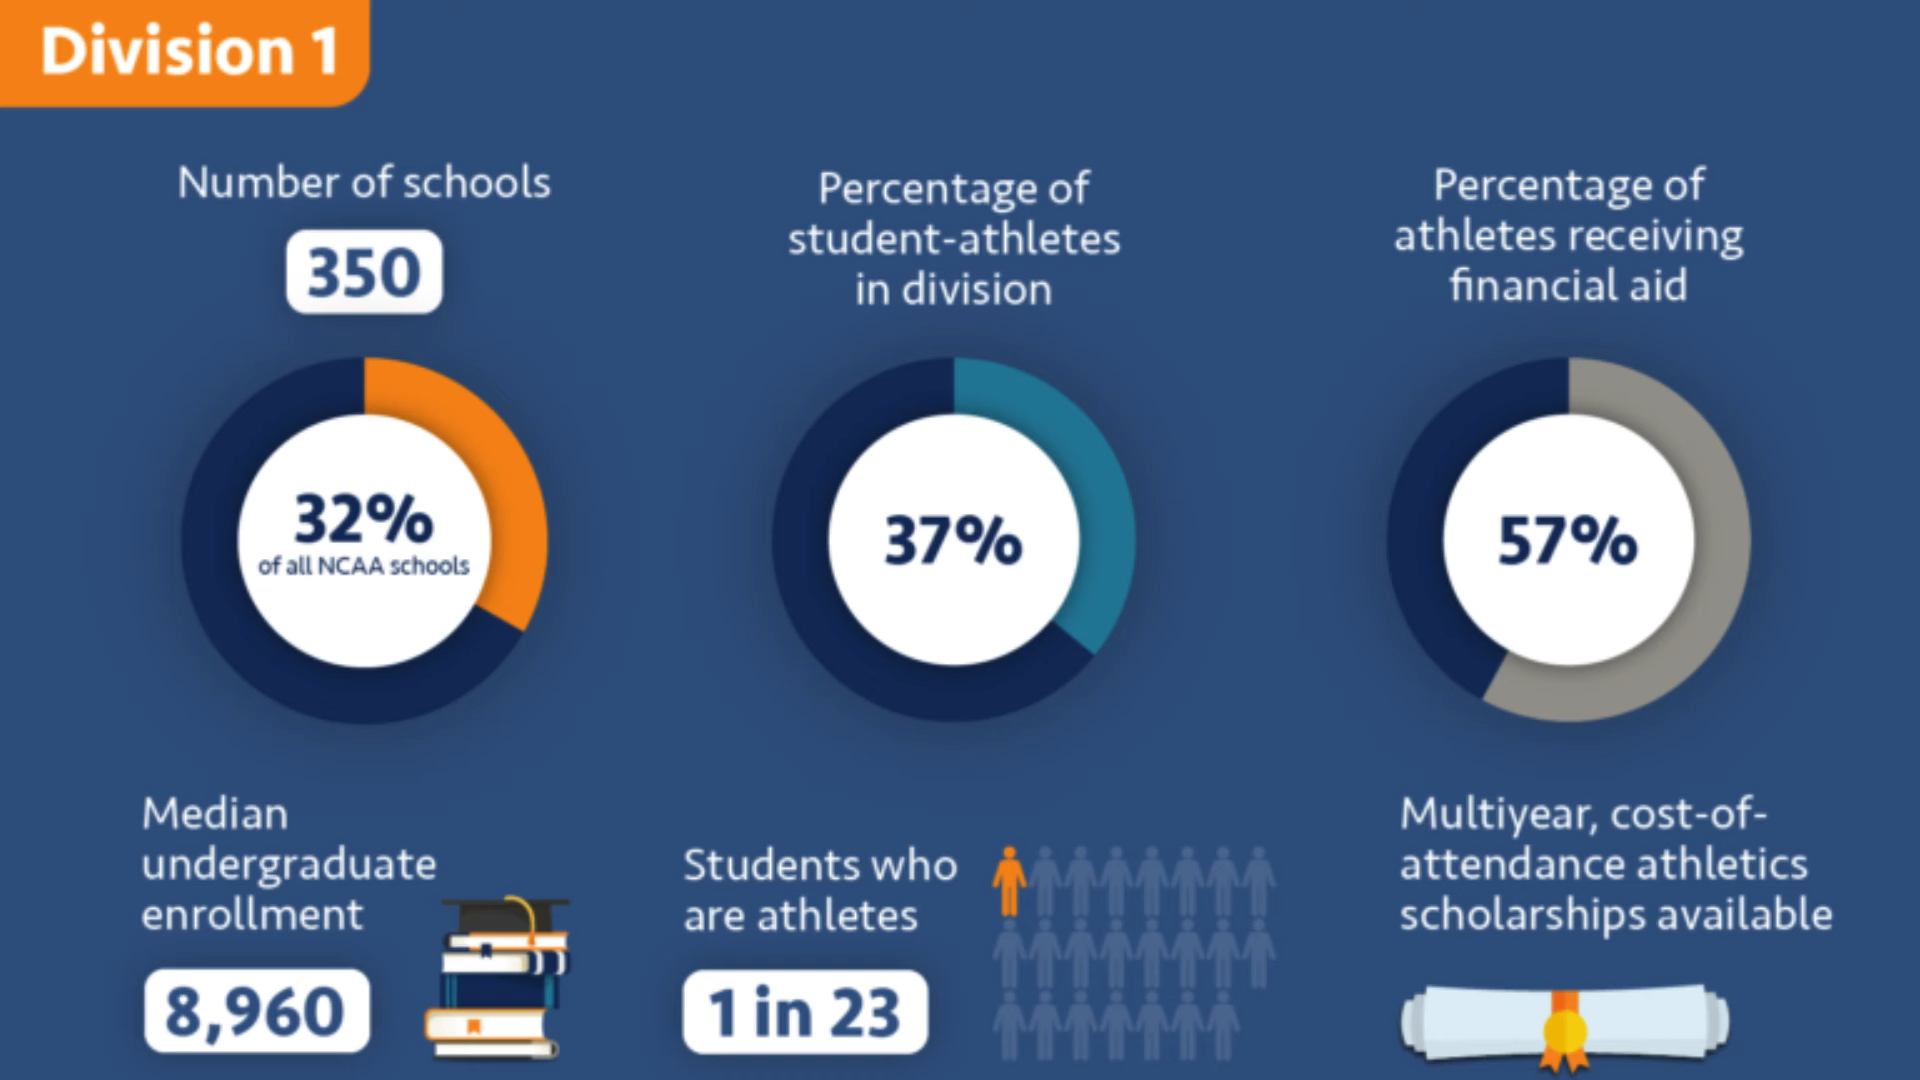 Division 1
Number of schools
350
32%
of all NCAA schools
Percentage of
student-athletes
in division
37%
Percentage of
athletes receiving
financial aid
57%
Median
undergraduate
enrollment
8,960
Students who
are athletes
1 in 23
Multiyear, cost-of-
attendance athletics
scholarships available